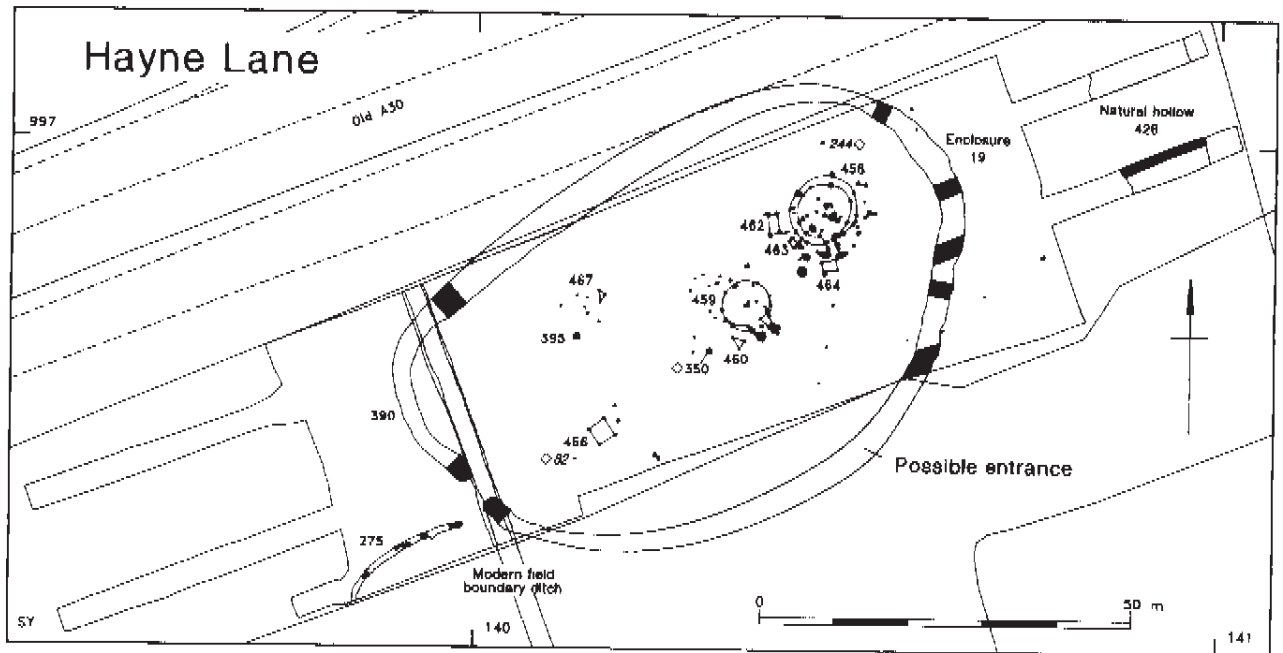 Hayne Lane
Old A30
997
Natural hollow
428
Enclosure
19
244
458
462
463
464
467
459
395
460
350
390
466
82
Possible entrance
275
Modern field
boundary ditch
0
50 m
SY
140
141